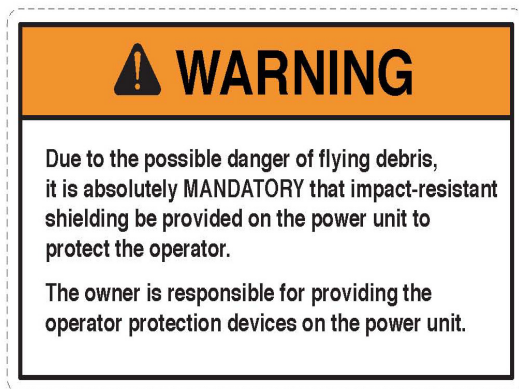 WARNING
Due to the possible danger of flying debris,
it is absolutely MANDATORY that impact-resistant
shielding be provided on the power unit to
protect the operator.
The owner is responsible for providing the
operator protection devices on the power unit.